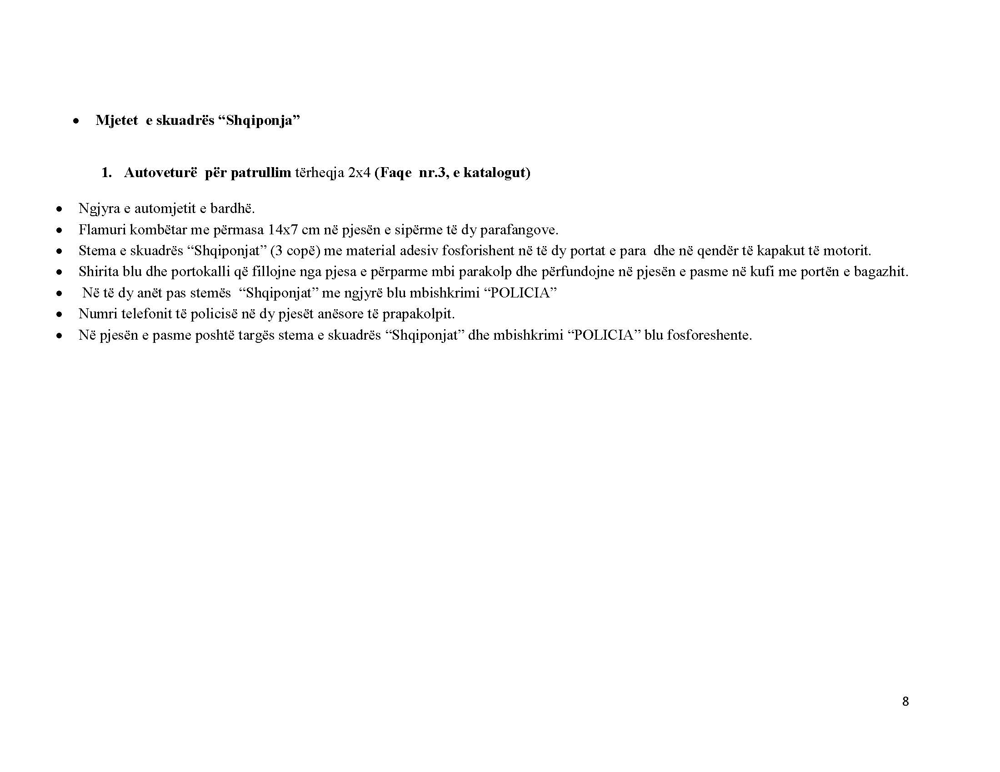 • Mjetet  e skuadrës “Shqiponja”
1. Autoveturë  për patrullim tërheqja 2x4 (Faqe  nr.3, e katalogut)
• Ngjyra e automjetit e bardhë.
• Flamuri kombëtar me përmasa 14x7 cm në pjesën e sipërme të dy parafangove.
• Stema e skuadrës “Shqiponjat” (3 copë) me material adesiv fosforishent në të dy portat e para  dhe në qendër të kapakut të motorit.
• Shirita blu dhe portokalli që fillojne nga pjesa e përparme mbi parakolp dhe përfundojne në pjesën e pasme në kufi me portën e bagazhit.
• Në të dy anët pas stemës  “Shqiponjat” me ngjyrë blu mbishkrimi “POLICIA”
• Numri telefonit të policisë në dy pjesët anësore të prapakolpit.
• Në pjesën e pasme poshtë targës stema e skuadrës “Shqiponjat” dhe mbishkrimi “POLICIA” blu fosforeshente.
8